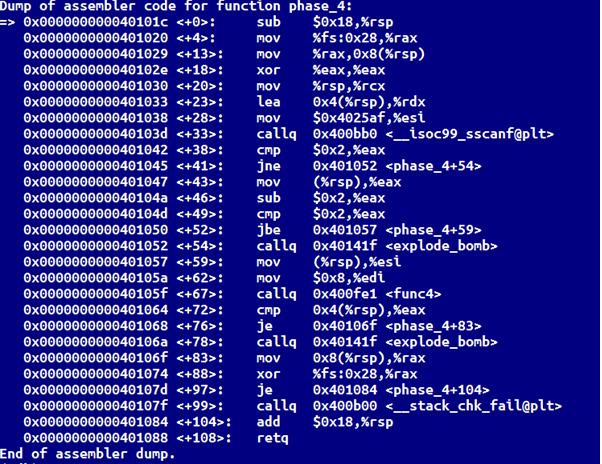 Dump of assembler code for function phase_4:
=> 0x000000000040101c <+0>: sub $0x18,%rsp
0x0000000000401020 <+4>: mov %fs:0x28,%rax
0x0000000000401029 <+13>: mov %rax,0x8(%rsp)
0x000000000040102e <+18>: xor %eax,%eax
0x0000000000401030 <+20>: mov %rsp,%rcx
0x0000000000401033 <+23>: lea 0x4(%rsp),%rdx
0x0000000000401038 <+28>: mov $0x4025af,%esi
0x000000000040103d <+33>: callq 0x400bb0 <__isoc99_sscanf@plt>
0x0000000000401042 <+38>: cmp $0x2,%eax
0x0000000000401045 <+41>: jne 0x401052 <phase_4+54>
0x0000000000401047 <+43>: mov (%rsp),%eax
0x000000000040104a <+46>: sub $0x2,%eax
0x000000000040104d <+49>: cmp $0x2,%eax
0x0000000000401050 <+52>: jbe 0x401057 <phase_4+59>
0x0000000000401052 <+54>: callq 0x40141f <explode_bomb>
0x0000000000401057 <+59>: mov (%rsp),%esi
0x000000000040105a <+62>: mov $0x8,%edi
0x000000000040105f <+67>: callq 0x400fe1 <func4>
0x0000000000401064 <+72>: cmp 0x4(%rsp),%eax
0x0000000000401068 <+76>: je 0x40106f <phase_4+83>
0x000000000040106a <+78>: callq 0x40141f <explode_bomb>
0x000000000040106f <+83>: mov 0x8(%rsp),%rax
0x0000000000401074 <+88>: xor %fs:0x28,%rax
0x000000000040107d <+97>: je 0x401084 <phase_4+104>
0x000000000040107f <+99>: callq 0x400b00 <__stack_chk_fail@plt>
0x0000000000401084 <+104>: add $0x18,%rsp
0x0000000000401088 <+108>: retq
End of assembler dump.